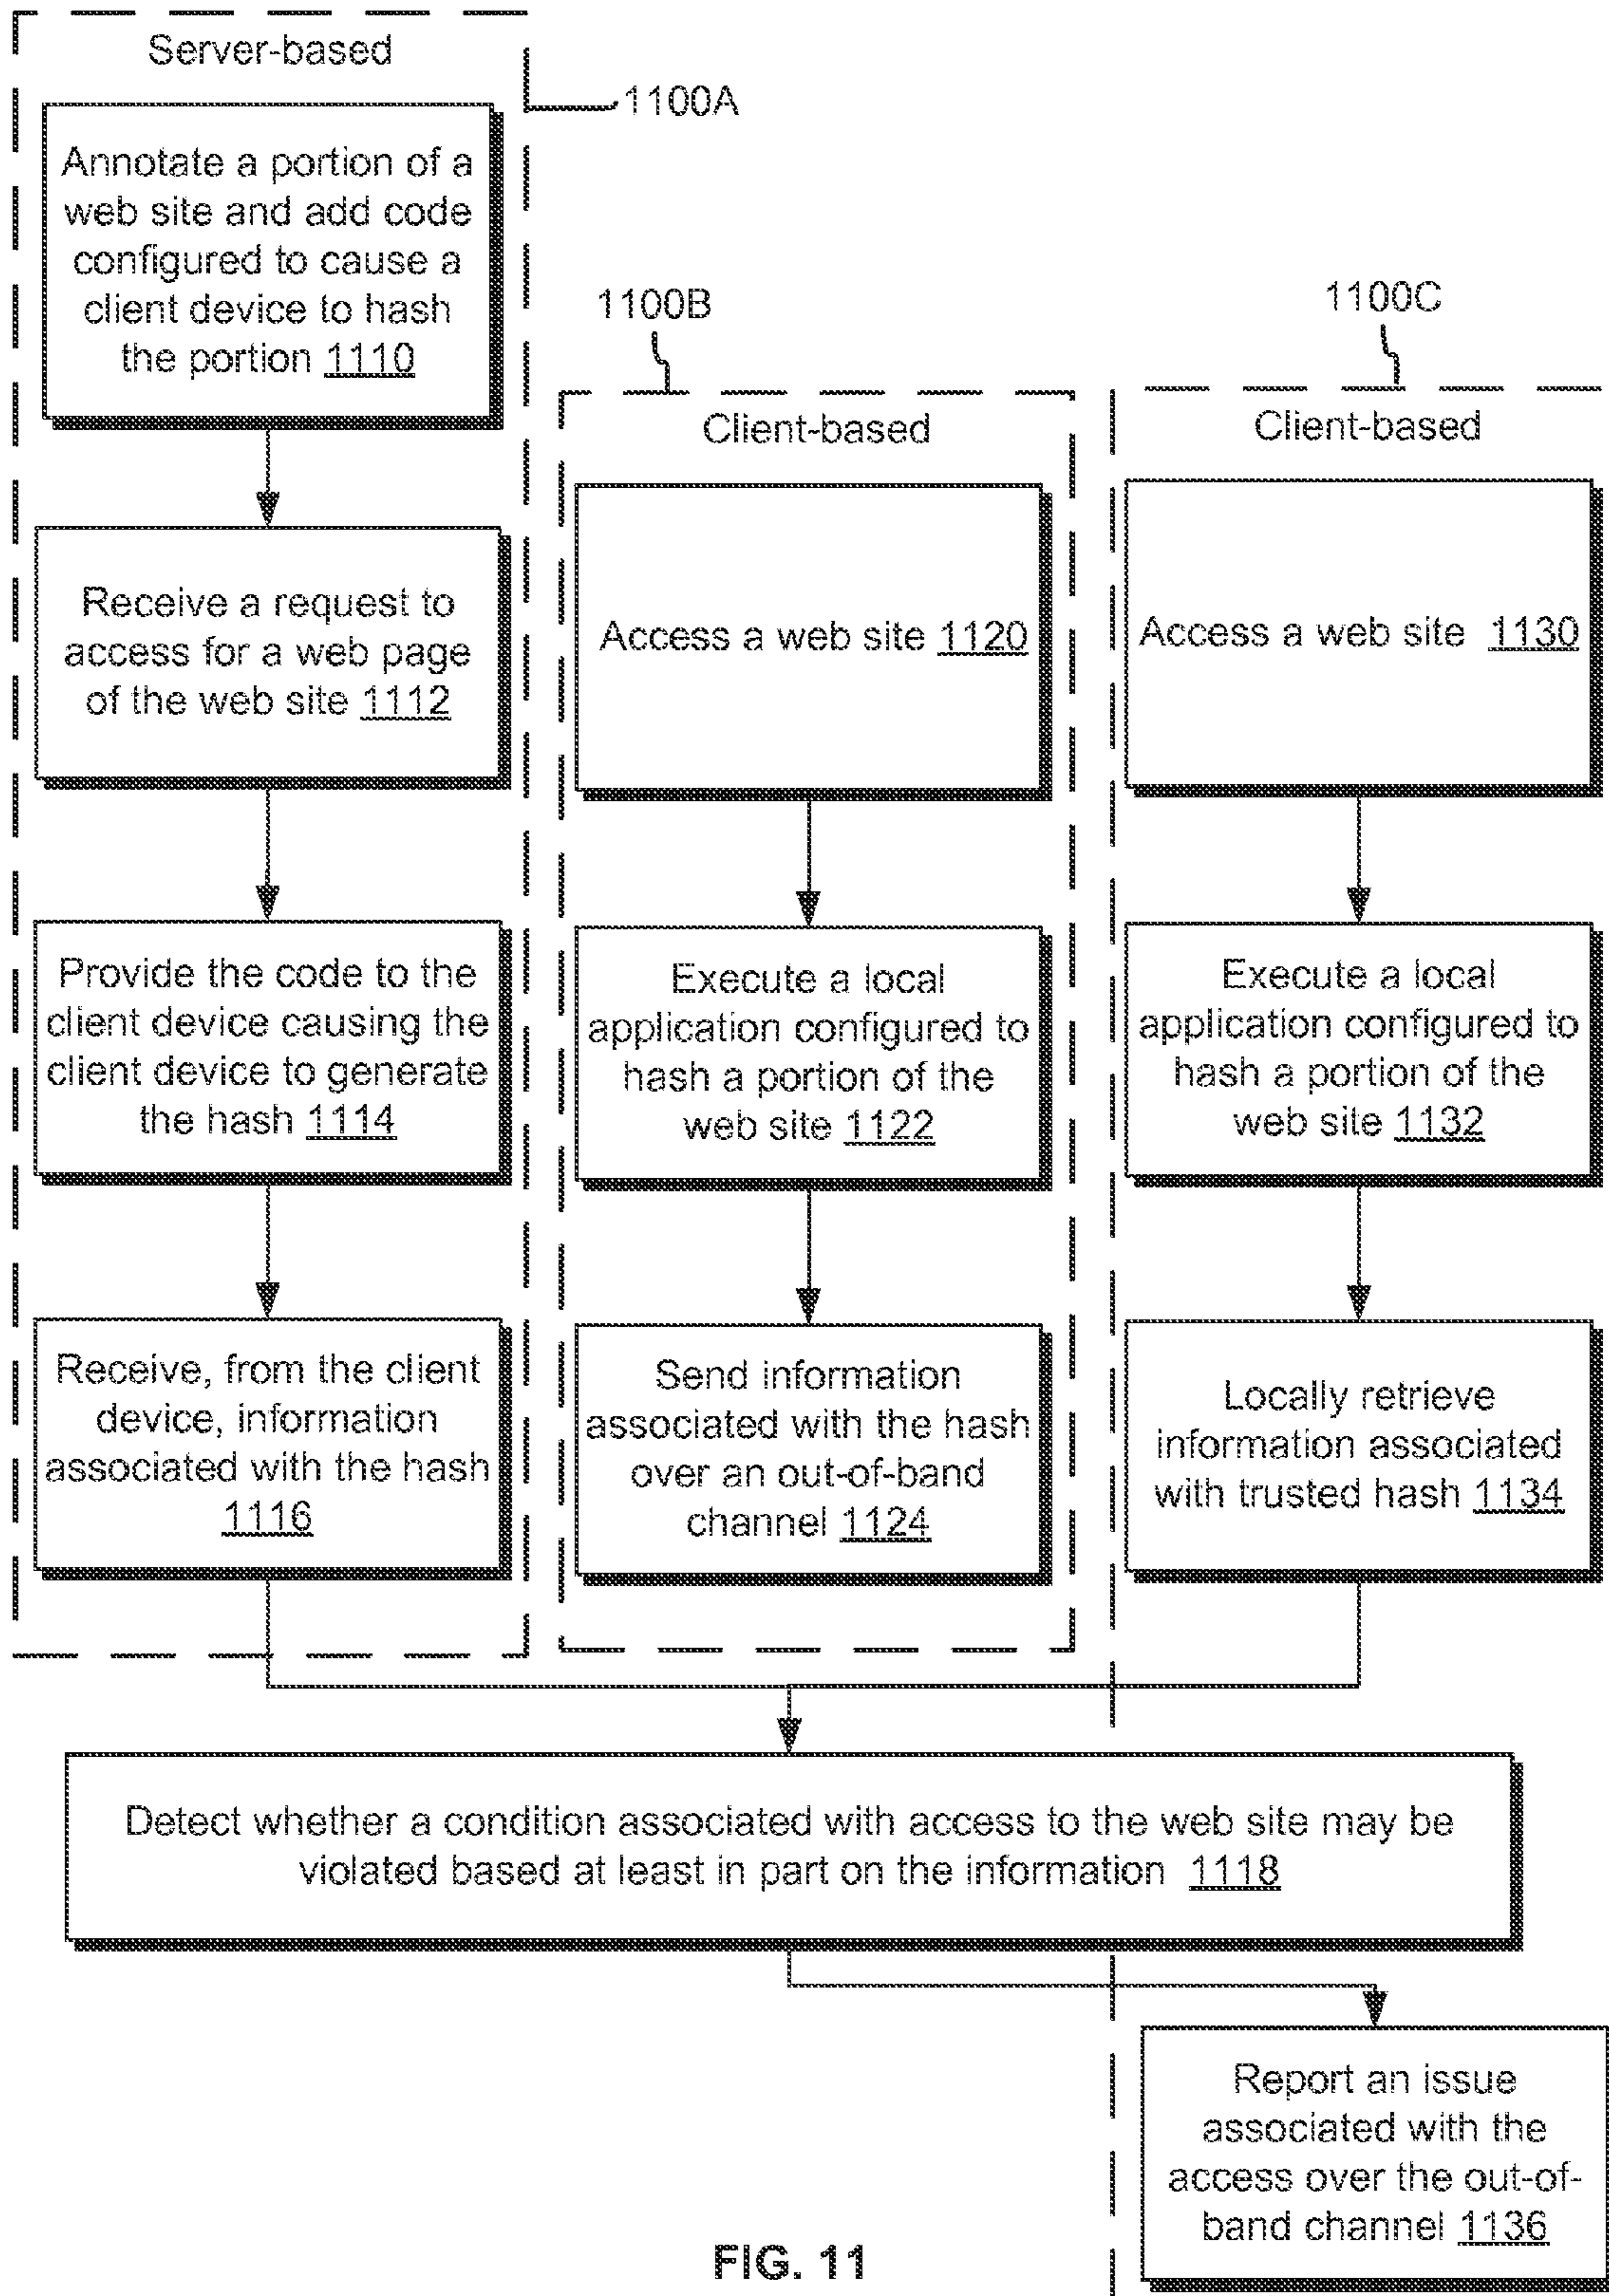 Server-based
1100A
Annotate a portion of a
web site and add code
configured to cause a
client device to hash
the portion 1110
Receive a request to
access for a web page
of the web site 1112
Provide the code to the
client device causing the
client device to generate
the hash 1114
Receive, from the client
device, information
associated with the hash
1116
1100B
Client-based
Access a web site 1120
Execute a local
application configured to
hash a portion of the
web site 1122
Send information
associated with the hash
over an out-of-band
channel 1124
1100C
Client-based
Access a web site 1130
Execute a local
application configured to
hash a portion of the
web site 1132
Locally retrieve
information associated
with trusted hash 1134
Detect whether a condition associated with access to the web site may be
violated based at least in part on the information 1118
Report an issue
associated with the
access over the out-of-
band channel 1136
FIG. 11